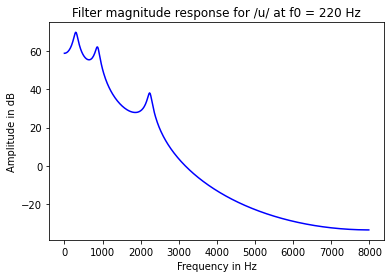 Filter magnitude response for /u/ at f0 = 220 Hz
Amplitude in dB
60
40
20
0
−20
0 1000 2000 3000 4000 5000 6000 7000 8000
Frequency in Hz